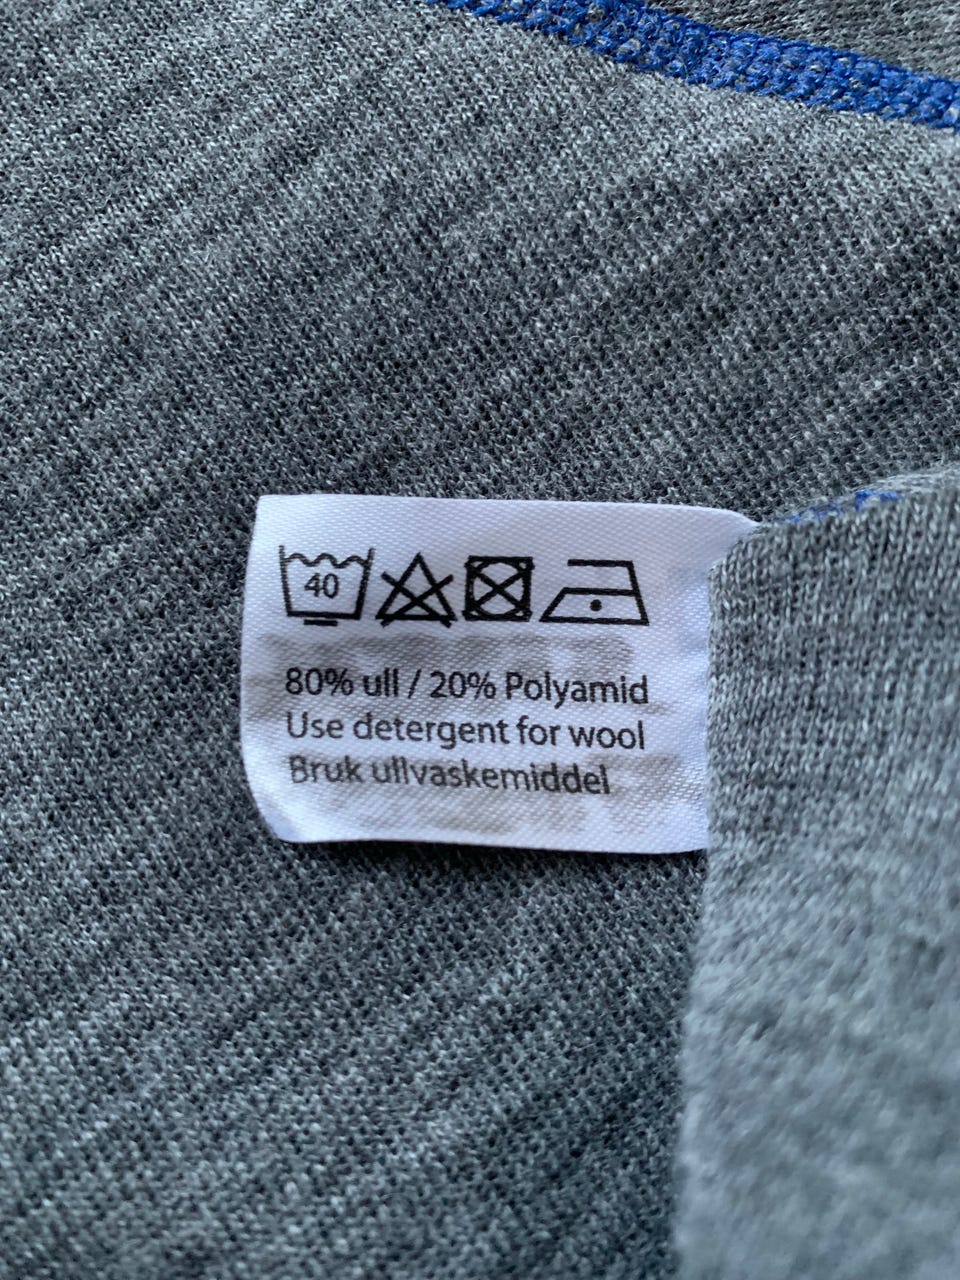 40
80% ull / 20% Polyamid
Use detergent for wool
Bruk ullvaskemiddel